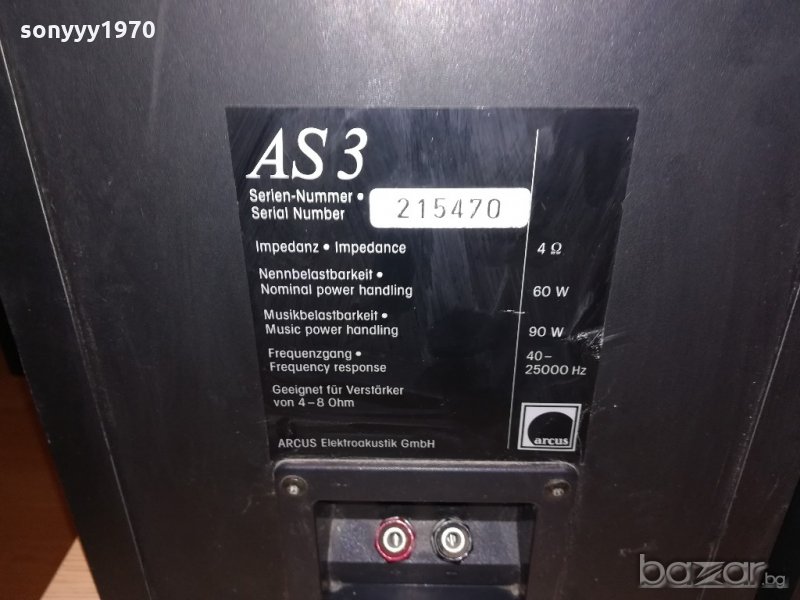 sonyyy1970
AS 3
Serien-Nummer •
Serial Number
215470
Impedanz • Impedance 4 Ω
Nennbelastbarkeit •
Nominal power handling 60 W
Musikbelastbarkeit •
Music power handling 90 W
Frequenzgang • 40–
Frequency response 25000 Hz
Geeignet für Verstärker
von 4–8 Ohm
arcus
ARCUS Elektroakustik GmbH
bazar.bg